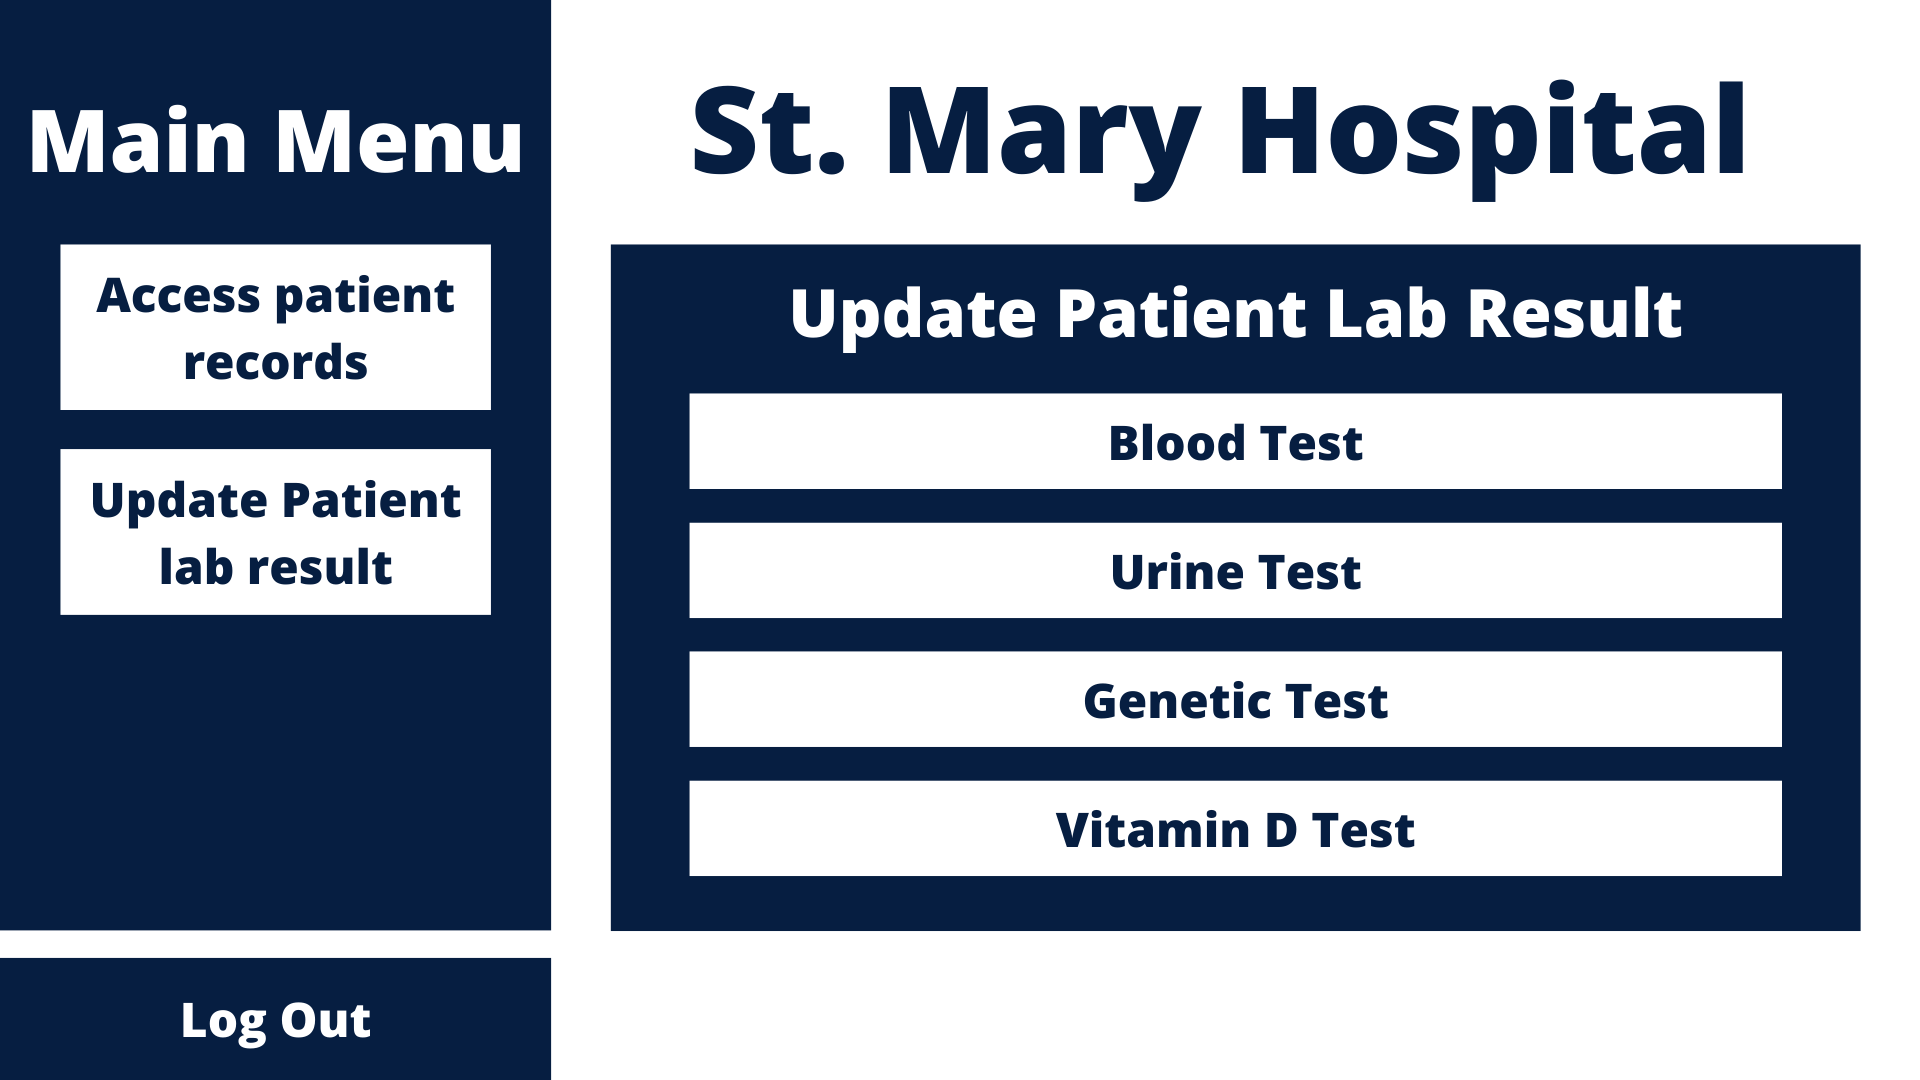 Main Menu
Access patient
records
Update Patient
lab result
Log Out
St. Mary Hospital
Update Patient Lab Result
Blood Test
Urine Test
Genetic Test
Vitamin D Test